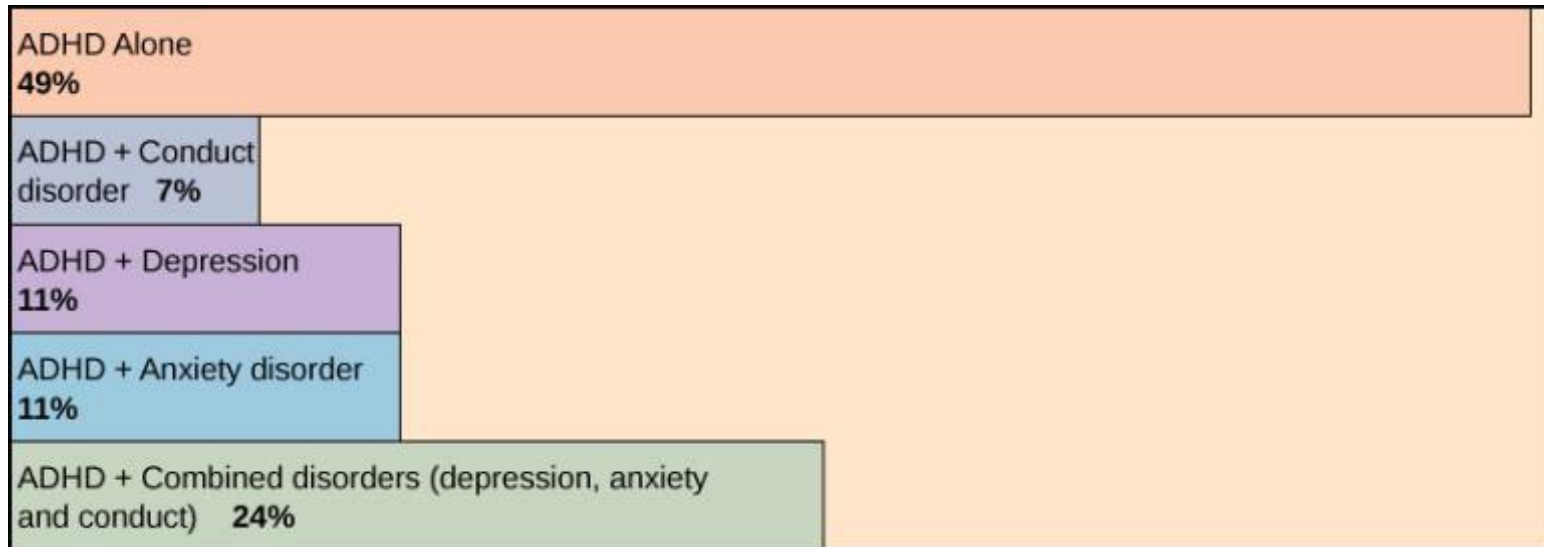 ADHD Alone
49%
ADHD + Conduct
disorder 7%
ADHD + Depression
11%
ADHD + Anxiety disorder
11%
ADHD + Combined disorders (depression, anxiety
and conduct) 24%